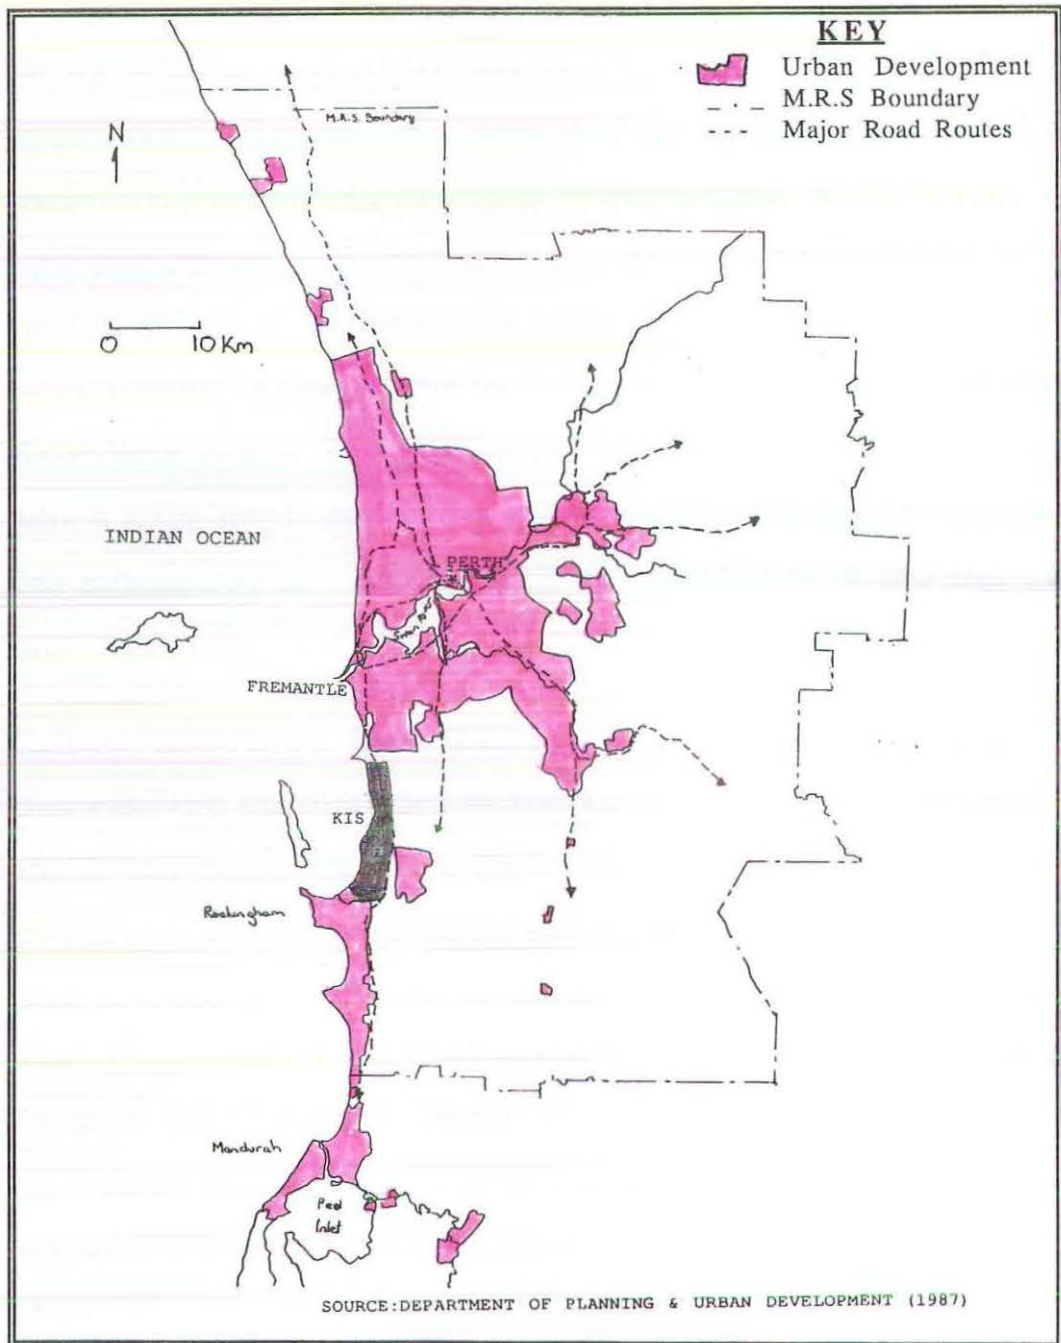 KEY
Urban Development
M.R.S Boundary
Major Road Routes
M.R.S. Boundary
N
0 10 Km
INDIAN OCEAN
PERTH
Swan R.
FREMANTLE
KIS
Rockingham
Mandurah
Peel
Inlet
SOURCE:DEPARTMENT OF PLANNING & URBAN DEVELOPMENT (1987)